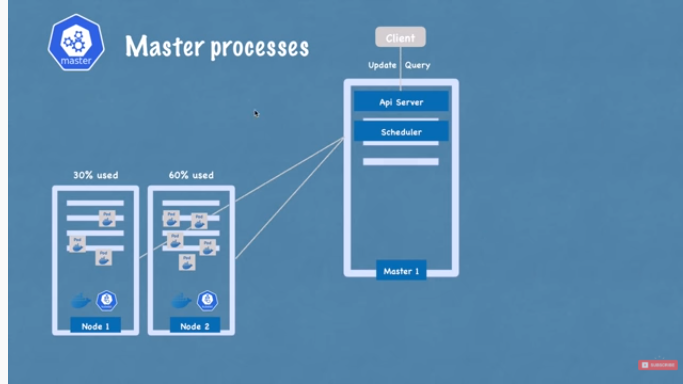 master
Master processes
Client
Update Query
Api Server
Scheduler
30% used
60% used
Pod
Pod
Pod
Pod
Pod
Pod
Pod
Pod
Master 1
Node 1
Node 2
SUBSCRIBE